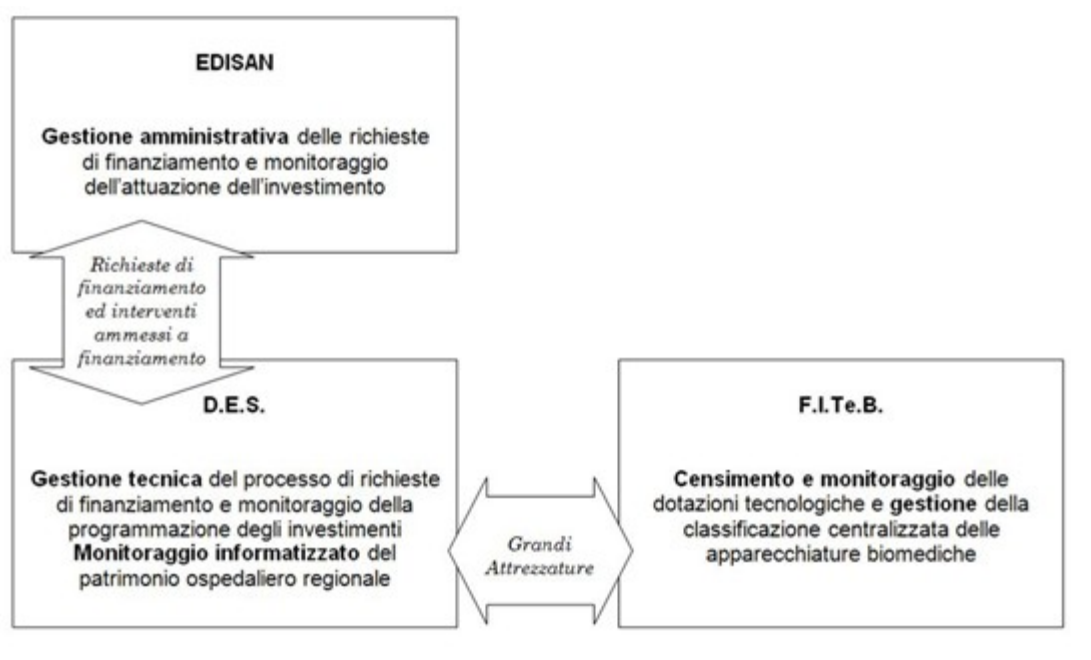 EDISAN
Gestione amministrativa delle richieste
di finanziamento e monitoraggio
dell'attuazione dell'investimento
Richieste di
finanziamento
ed interventi
ammessi a
finanziamento
D.E.S.
Gestione tecnica del processo di richieste
di finanziamento e monitoraggio della
programmazione degli investimenti
Monitoraggio informatizzato del
patrimonio ospedaliero regionale
Grandi
Attrezzature
F.I.Te.B.
Censimento e monitoraggio delle
dotazioni tecnologiche e gestione della
classificazione centralizzata delle
apparecchiature biomediche